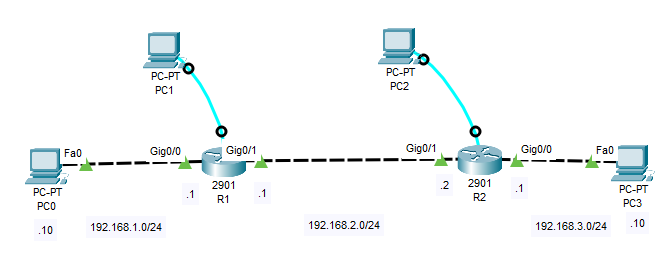 PC-PT
PC1
PC-PT
PC2
Fa0
Gig0/0
Gig0/1
Gig0/1
Gig0/0
Fa0
PC-PT
PC0
.1
2901
R1
.1
.2
2901
R2
.1
PC-PT
PC3
.10
192.168.1.0/24
192.168.2.0/24
192.168.3.0/24
.10